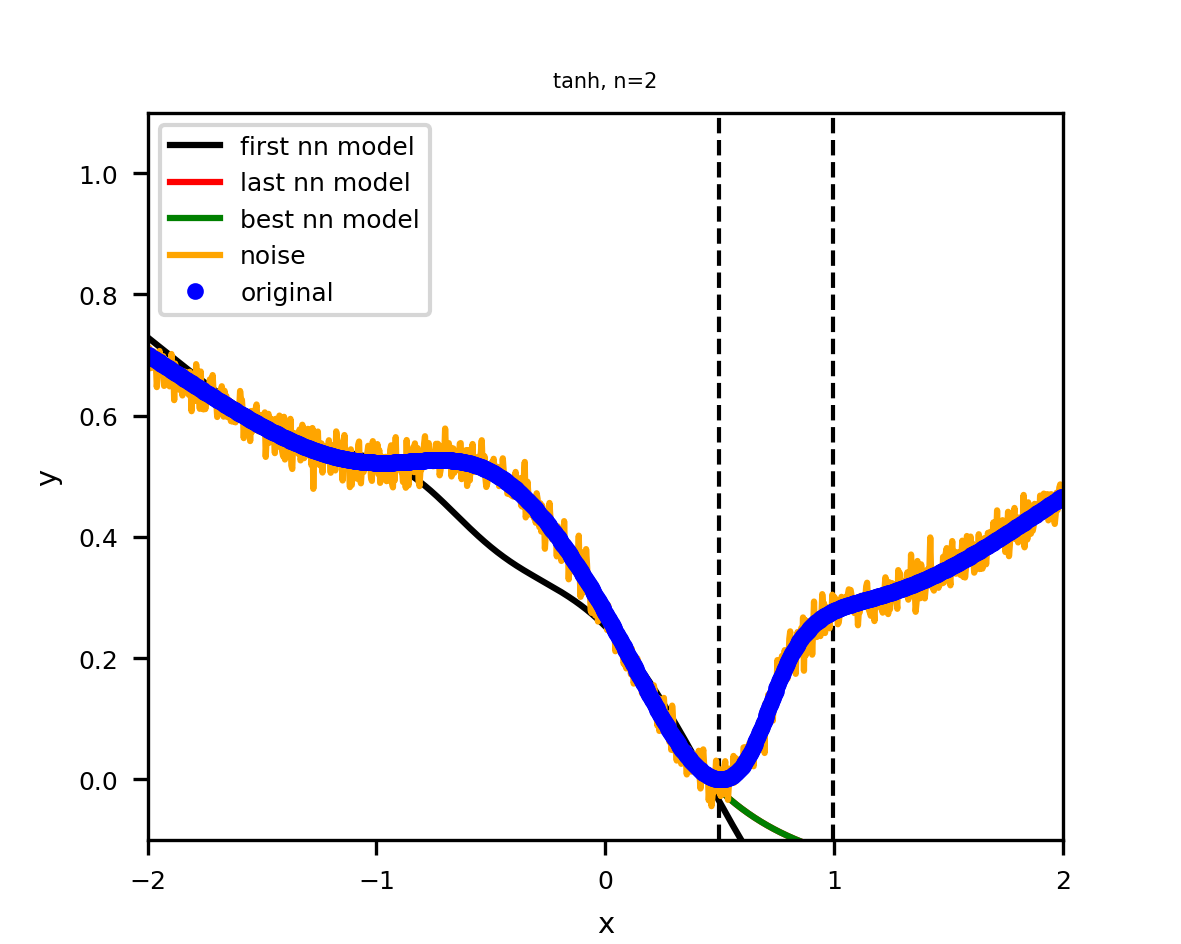 tanh, n=2
first nn model
last nn model
best nn model
noise
original
1.0
0.8
0.6
0.4
0.2
0.0
y
−2
−1
0
1
2
x